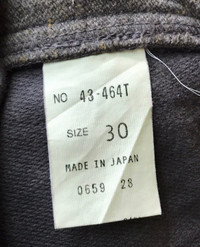 NO 43-464T
SIZE 30
MADE IN JAPAN
0659 28